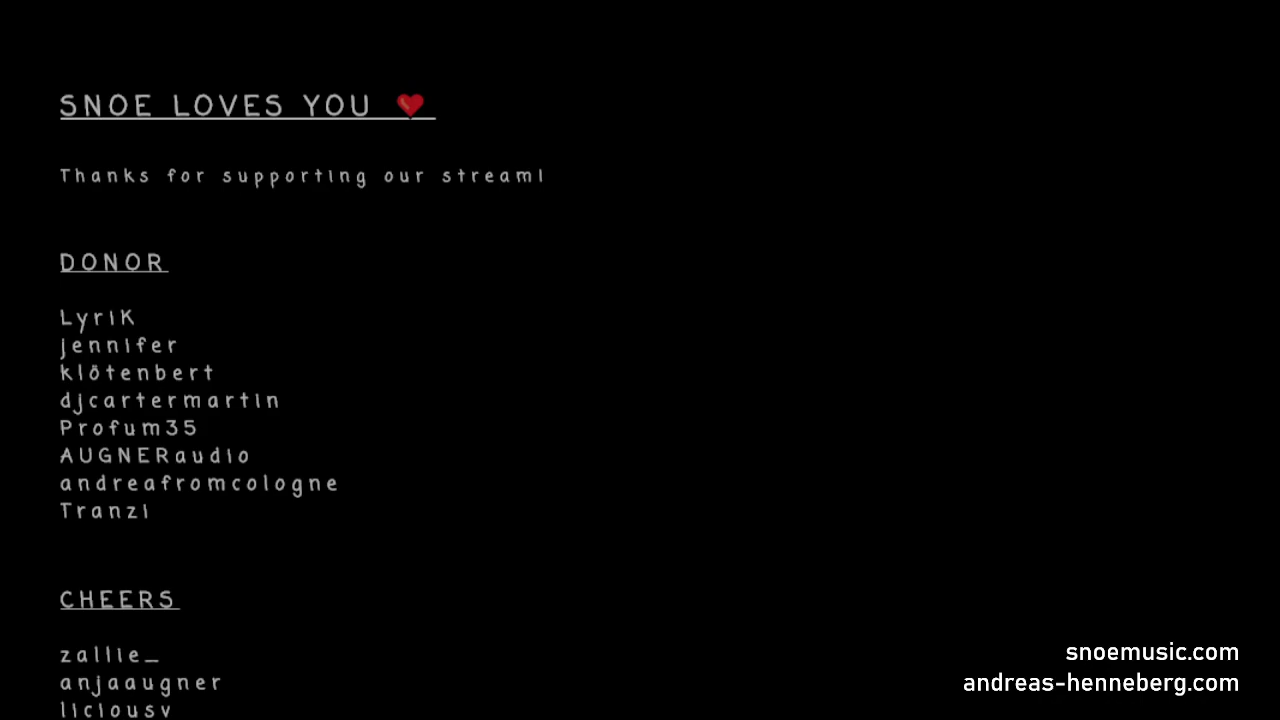 SNOE LOVES YOU ❤
Thanks for supporting our stream!
DONOR
LyriK
jennifer
klötenbert
djcartermartin
Profum35
AUGNERaudio
andreafromcologne
Tranzi
CHEERS
zallie_
anjaaugner
liciousv
snoemusic.com
andreas-henneberg.com